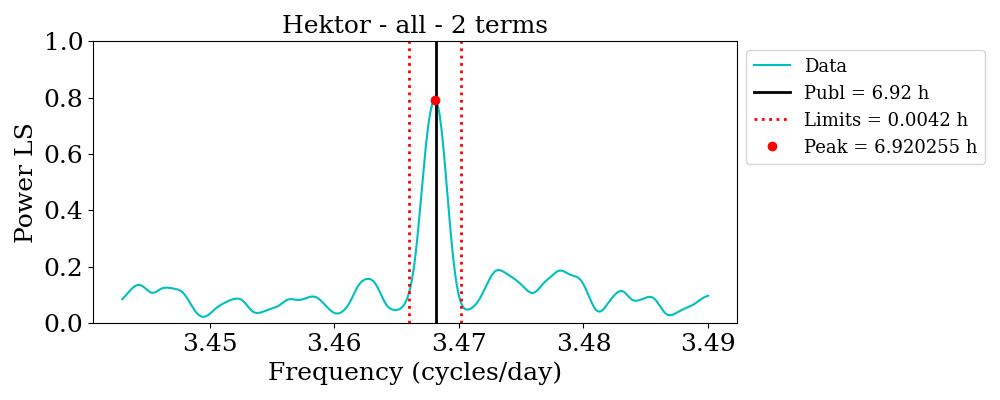 Hektor - all - 2 terms
1.0
0.8
0.6
0.4
0.2
0.0
Power LS
3.45 3.46 3.47 3.48 3.49
Frequency (cycles/day)
Data
Publ = 6.92 h
Limits = 0.0042 h
Peak = 6.920255 h